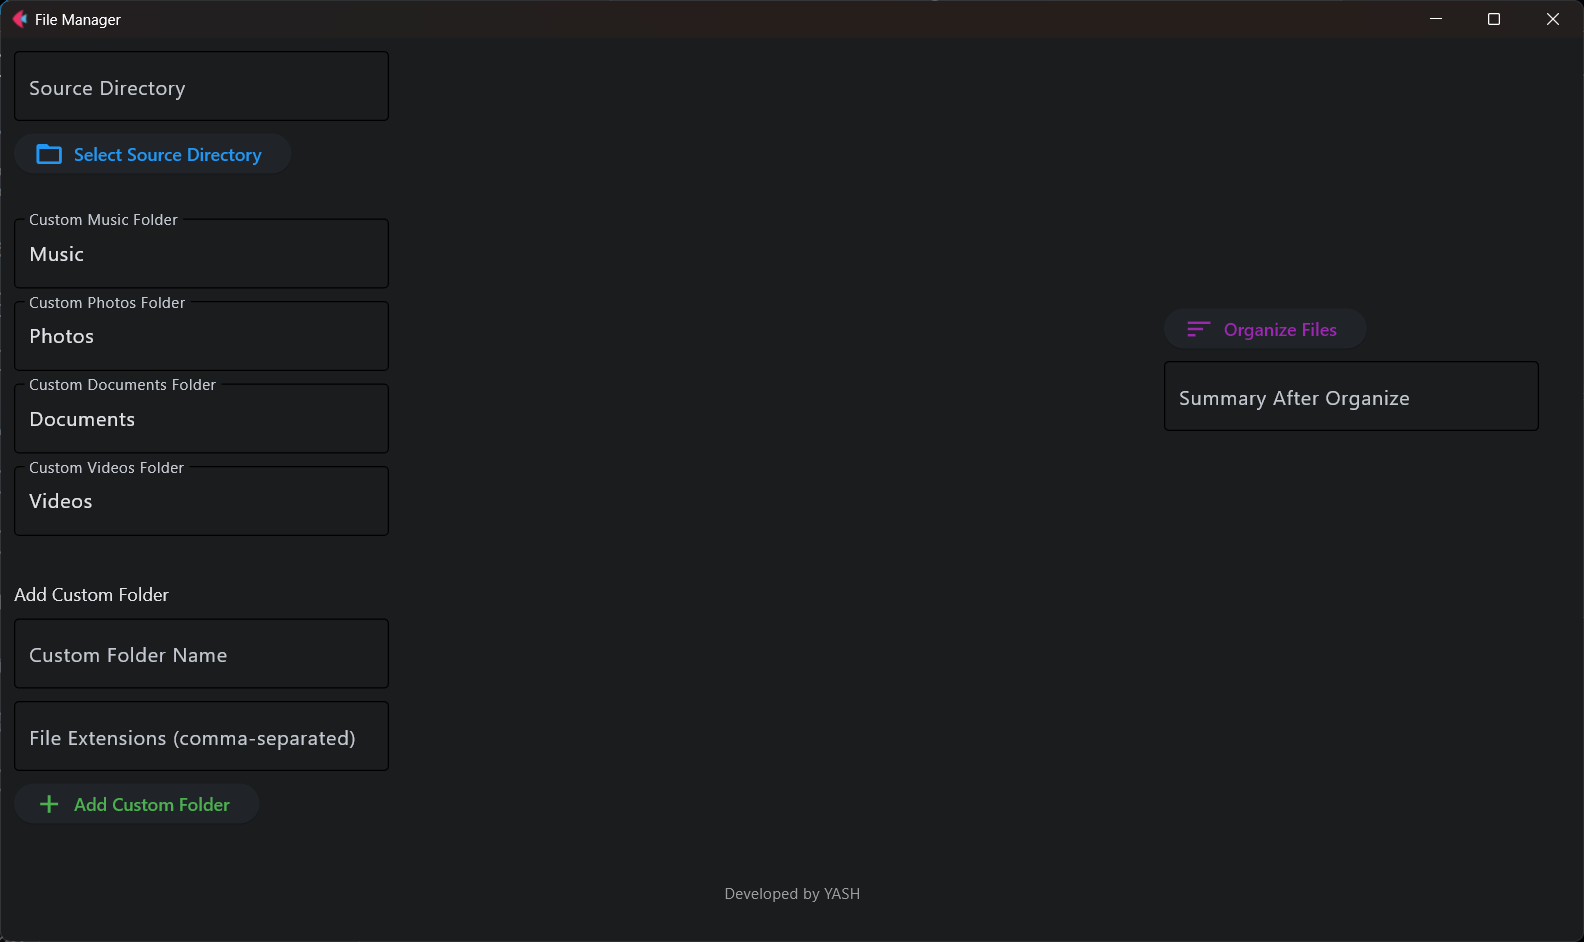 File Manager
Source Directory
Select Source Directory
Custom Music Folder
Music
Custom Photos Folder
Photos
Custom Documents Folder
Documents
Custom Videos Folder
Videos
Add Custom Folder
Custom Folder Name
File Extensions (comma-separated)
Add Custom Folder
Organize Files
Summary After Organize
Developed by YASH